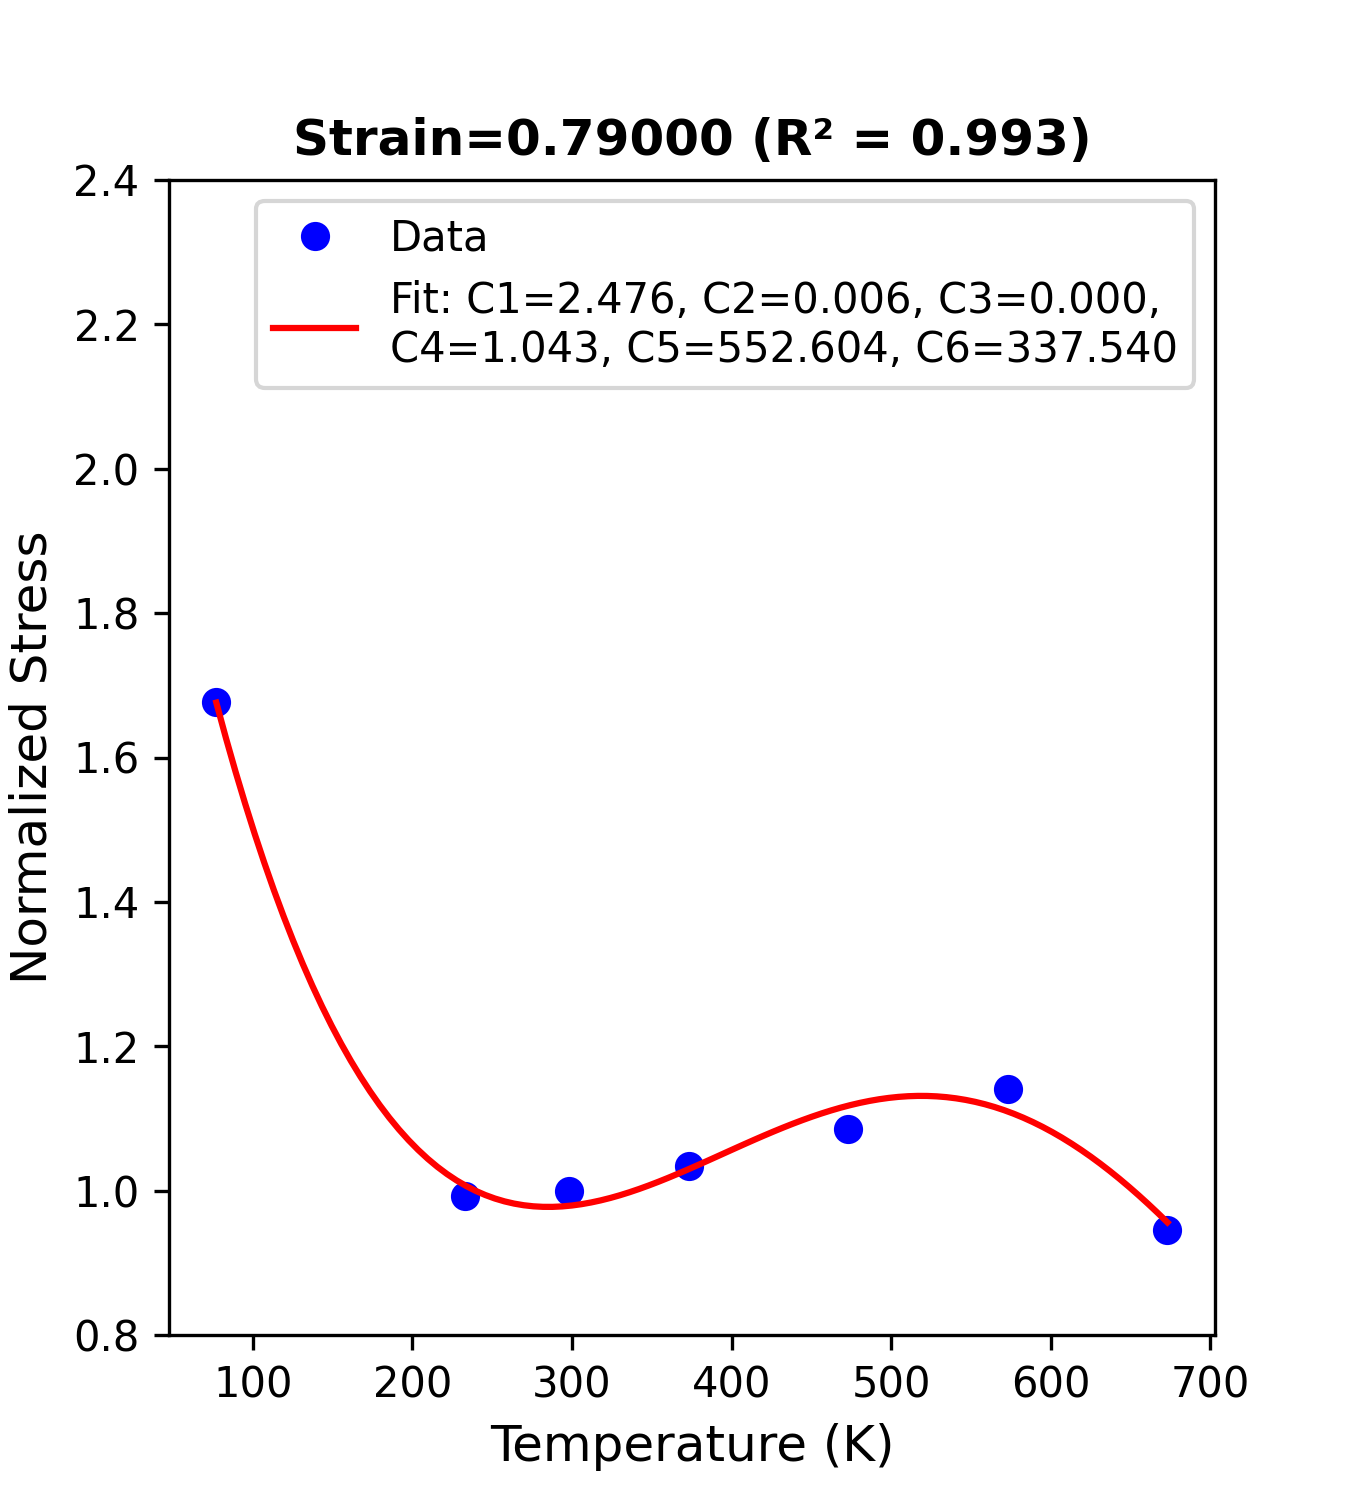 Strain=0.79000 (R² = 0.993)
Data
Fit: C1=2.476, C2=0.006, C3=0.000,
C4=1.043, C5=552.604, C6=337.540
Normalized Stress
2.4
2.2
2.0
1.8
1.6
1.4
1.2
1.0
0.8
100 200 300 400 500 600 700
Temperature (K)